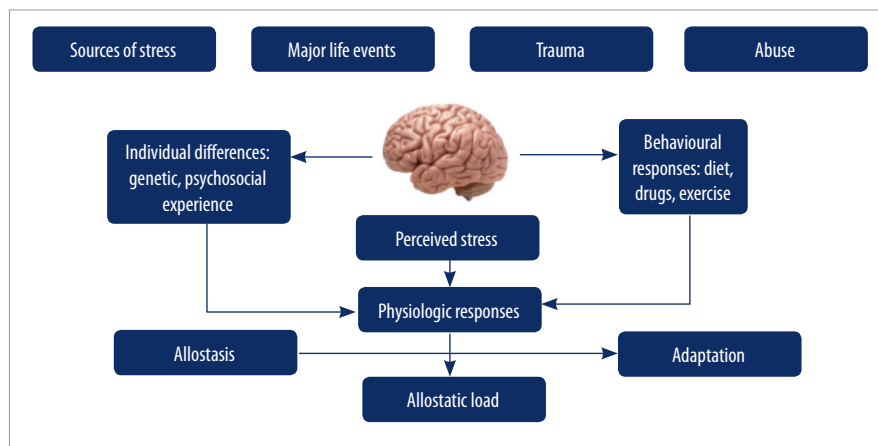 Sources of stress
Major life events
Trauma
Abuse
Individual differences:
genetic, psychosocial
experience
Behavioural
responses: diet,
drugs, exercise
Perceived stress
Physiologic responses
Allostasis
Adaptation
Allostatic load